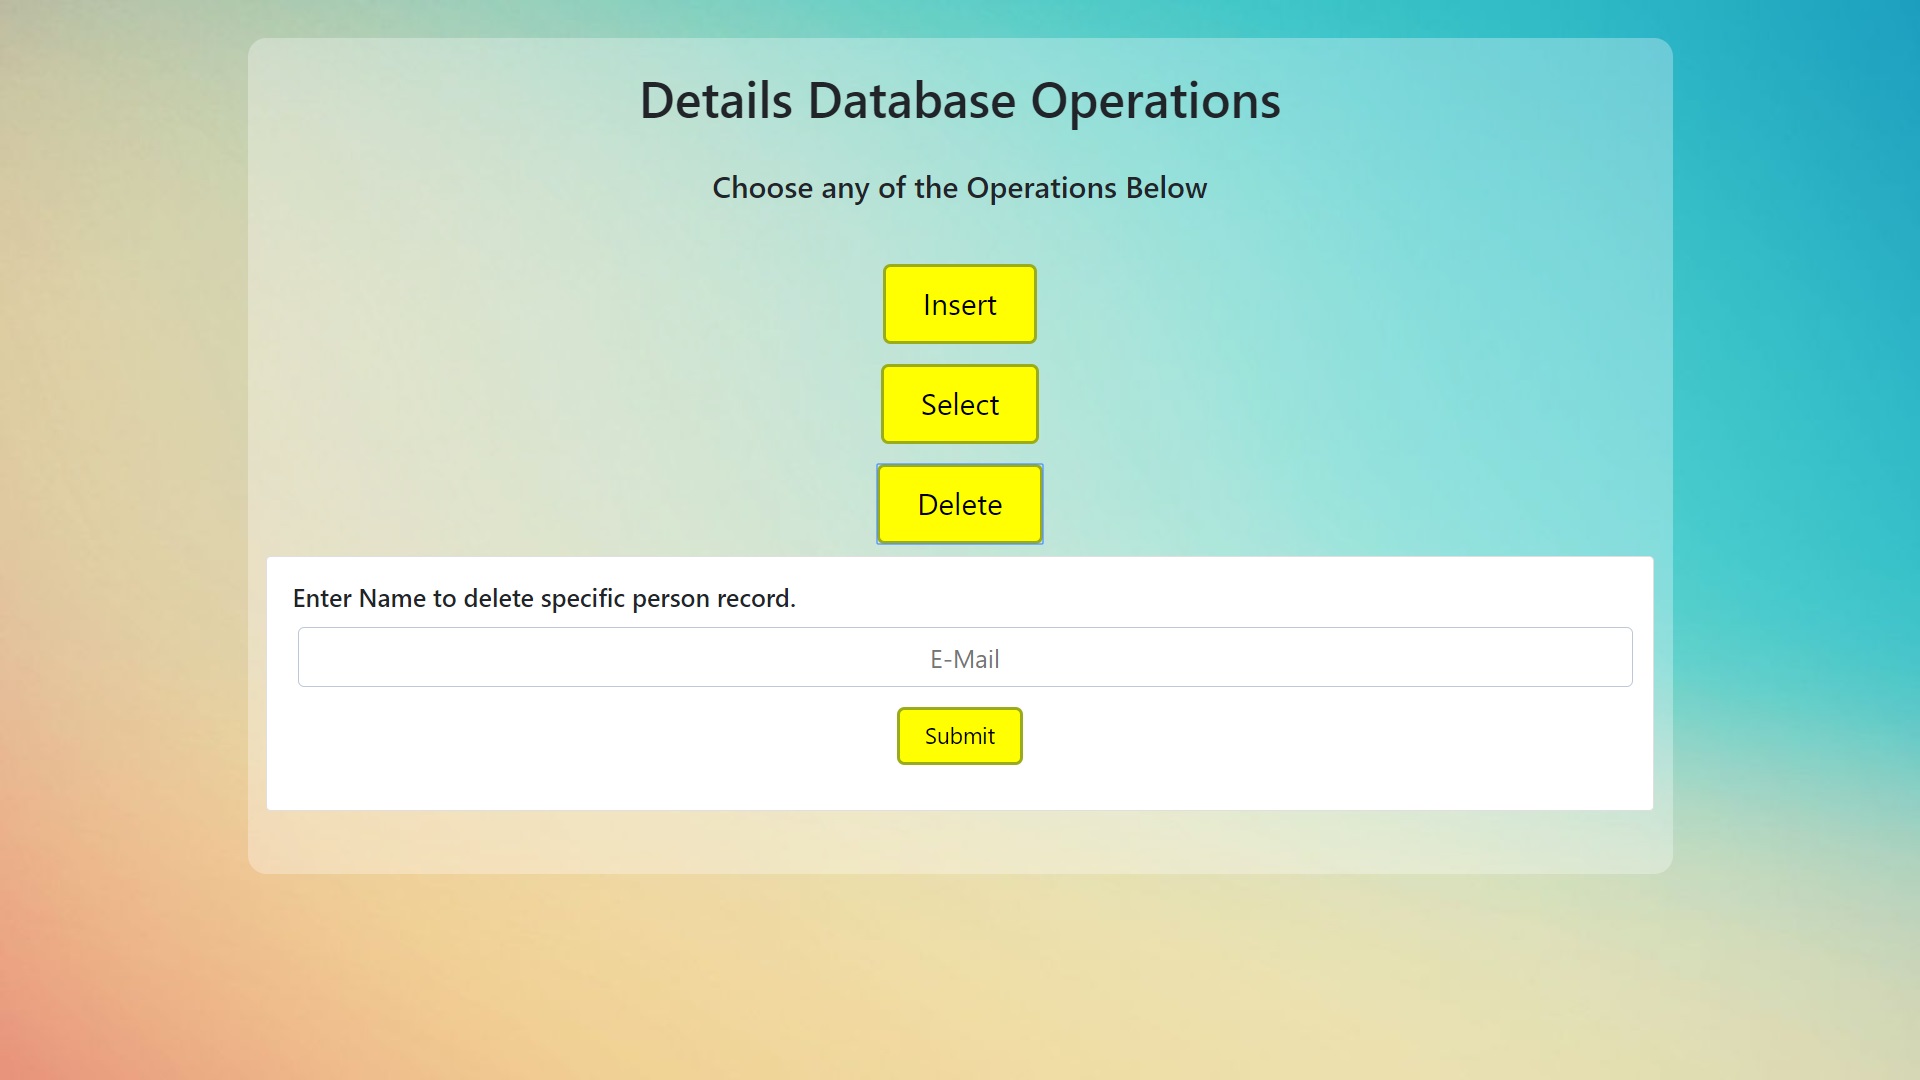 Details Database Operations
Choose any of the Operations Below
Insert
Select
Delete
Enter Name to delete specific person record.
E-Mail
Submit